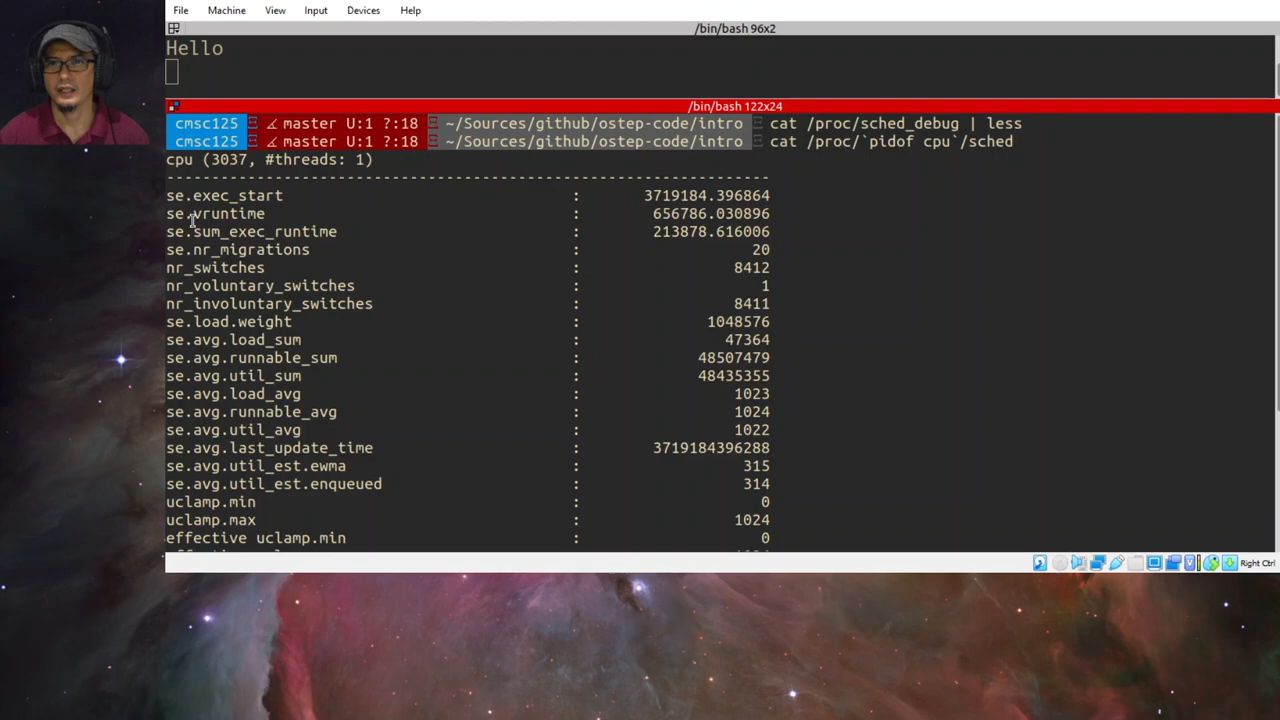 File Machine View Input Devices Help
/bin/bash 96x2
Hello
/bin/bash 122x24
cmsc125 master U:1 ?:18 ~/Sources/github/ostep-code/intro cat /proc/sched_debug | less
cmsc125 master U:1 ?:18 ~/Sources/github/ostep-code/intro cat /proc/`pidof cpu`/sched
cpu (3037, #threads: 1)
-------------------------------------------------------------------
se.exec_start : 3719184.396864
se.vruntime : 656786.030896
se.sum_exec_runtime : 213878.616006
se.nr_migrations : 20
nr_switches : 8412
nr_voluntary_switches : 1
nr_involuntary_switches : 8411
se.load.weight : 1048576
se.avg.load_sum : 47364
se.avg.runnable_sum : 48507479
se.avg.util_sum : 48435355
se.avg.load_avg : 1023
se.avg.runnable_avg : 1024
se.avg.util_avg : 1022
se.avg.last_update_time : 3719184396288
se.avg.util_est.ewma : 315
se.avg.util_est.enqueued : 314
uclamp.min : 0
uclamp.max : 1024
effective uclamp.min : 0
Right Ctrl